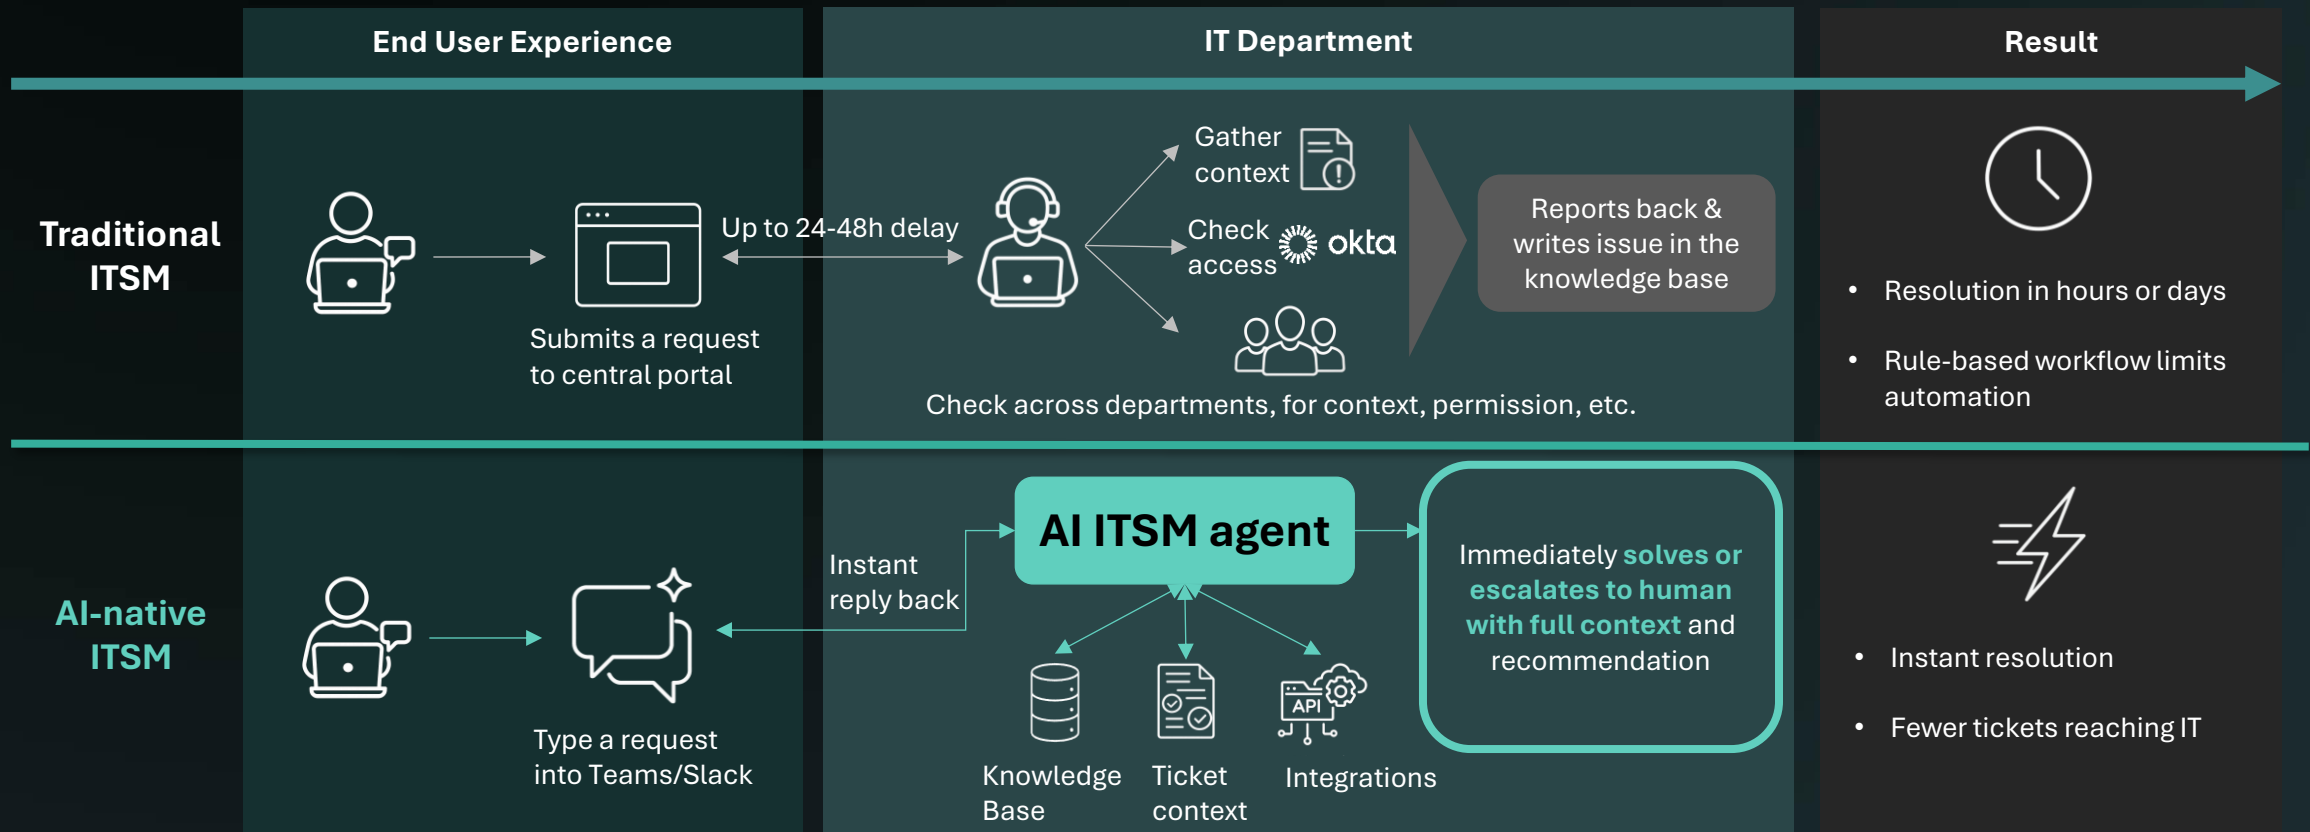 End User Experience
IT Department
Result
Traditional
ITSM
Submits a request
to central portal
Up to 24-48h delay
Gather
context
Check
access
okta
Check across departments, for context, permission, etc.
Reports back &
writes issue in the
knowledge base
• Resolution in hours or days
• Rule-based workflow limits
automation
AI-native
ITSM
Type a request
into Teams/Slack
Instant
reply back
AI ITSM agent
API
Knowledge
Base
Ticket
context
Integrations
Immediately solves or
escalates to human
with full context and
recommendation
• Instant resolution
• Fewer tickets reaching IT